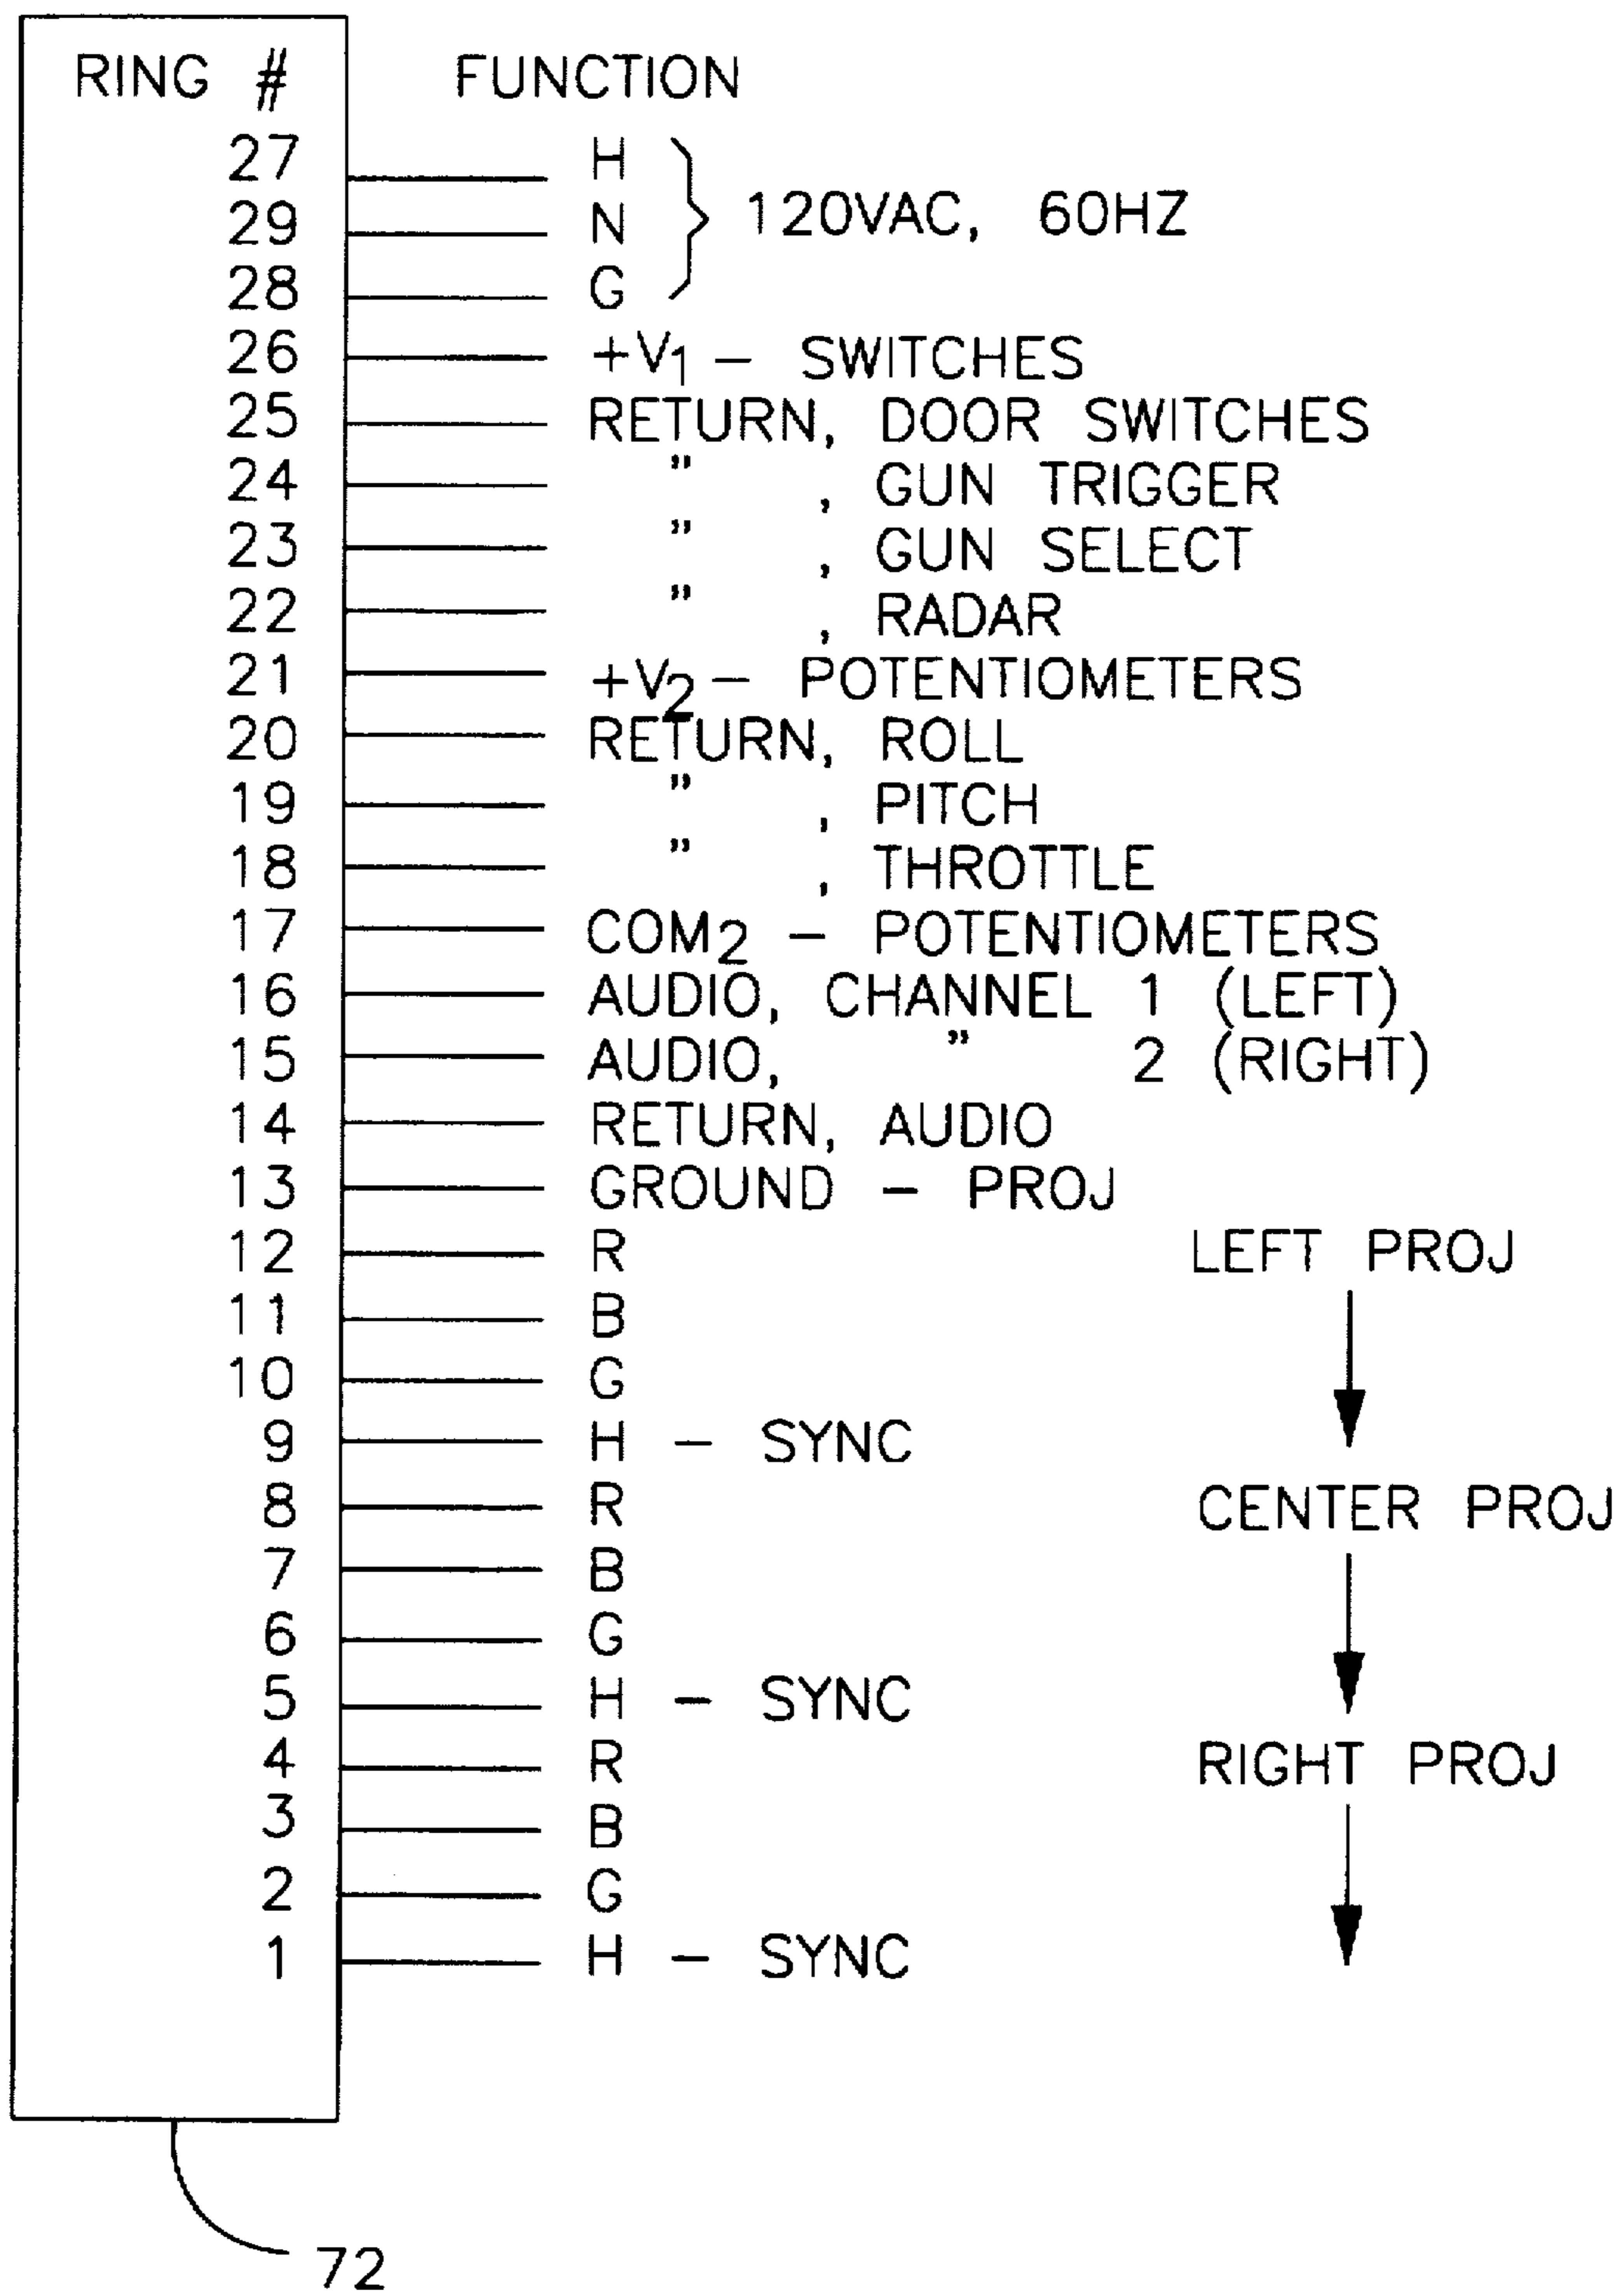 RING # FUNCTION
27 H
29 N 120VAC, 60HZ
28 G
26 +V1 – SWITCHES
25 RETURN, DOOR SWITCHES
24 " , GUN TRIGGER
23 " , GUN SELECT
22 " , RADAR
21 +V2 – POTENTIOMETERS
20 RETURN, ROLL
19 " , PITCH
18 " , THROTTLE
17 COM2 – POTENTIOMETERS
16 AUDIO, CHANNEL 1 (LEFT)
15 AUDIO, " 2 (RIGHT)
14 RETURN, AUDIO
13 GROUND – PROJ
12 R LEFT PROJ
11 B
10 G
9 H – SYNC
8 R CENTER PROJ
7 B
6 G
5 H – SYNC
4 R RIGHT PROJ
3 B
2 G
1 H – SYNC
72